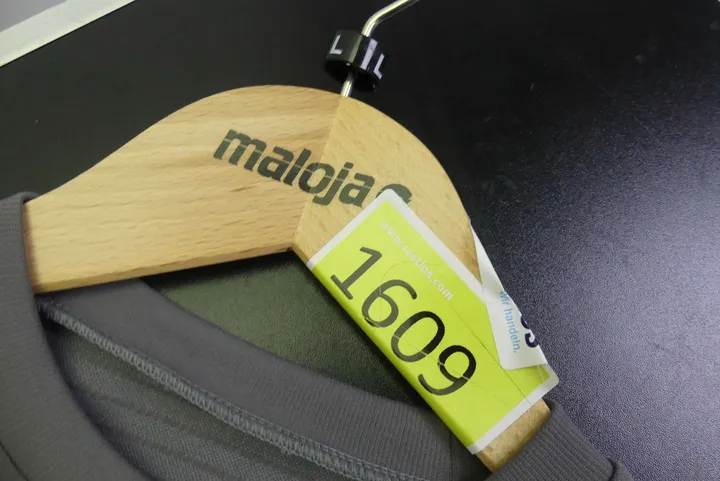 L L
maloja
1609
wir handeln.